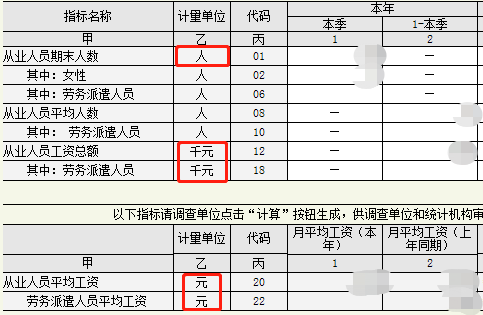 指标名称 计量单位 代码 本年
本季 1-本季
甲 乙 丙 1 2
从业人员期末人数 人 01 —
其中：女性 人 02 —
其中：劳务派遣人员 人 06 —
从业人员平均人数 人 08 —
其中： 劳务派遣人员 人 10 —
从业人员工资总额 千元 12 —
其中：劳务派遣人员 千元 18 —
以下指标请调查单位点击“计算”按钮生成，供调查单位和统计机构审
计量单位 代码 月平均工资（本年） 月平均工资（上年同期）
甲 乙 丙 1 2
从业人员平均工资 元 20
劳务派遣人员平均工资 元 22